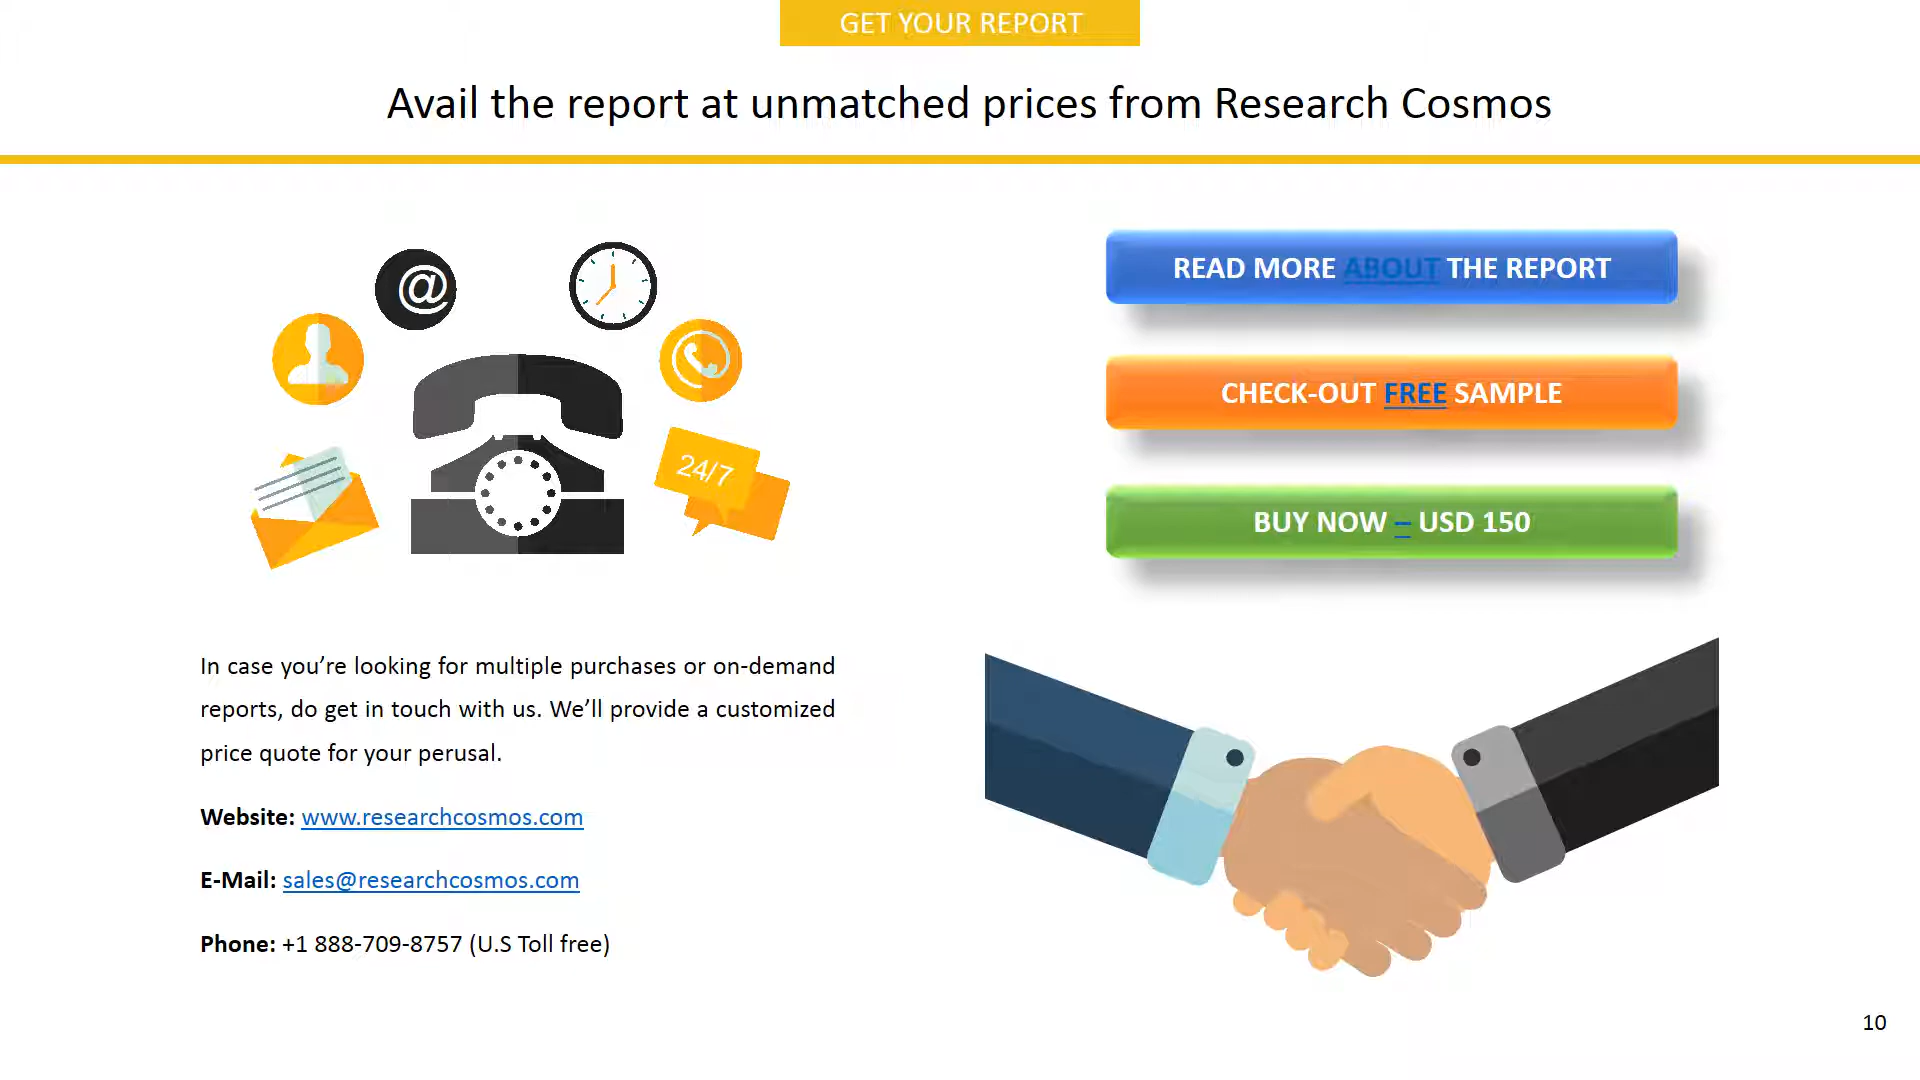 GET YOUR REPORT
Avail the report at unmatched prices from Research Cosmos
@
24/7
READ MORE ABOUT THE REPORT
CHECK-OUT FREE SAMPLE
BUY NOW – USD 150
In case you’re looking for multiple purchases or on-demand
reports, do get in touch with us. We’ll provide a customized
price quote for your perusal.
Website: www.researchcosmos.com
E-Mail: sales@researchcosmos.com
Phone: +1 888-709-8757 (U.S Toll free)
10